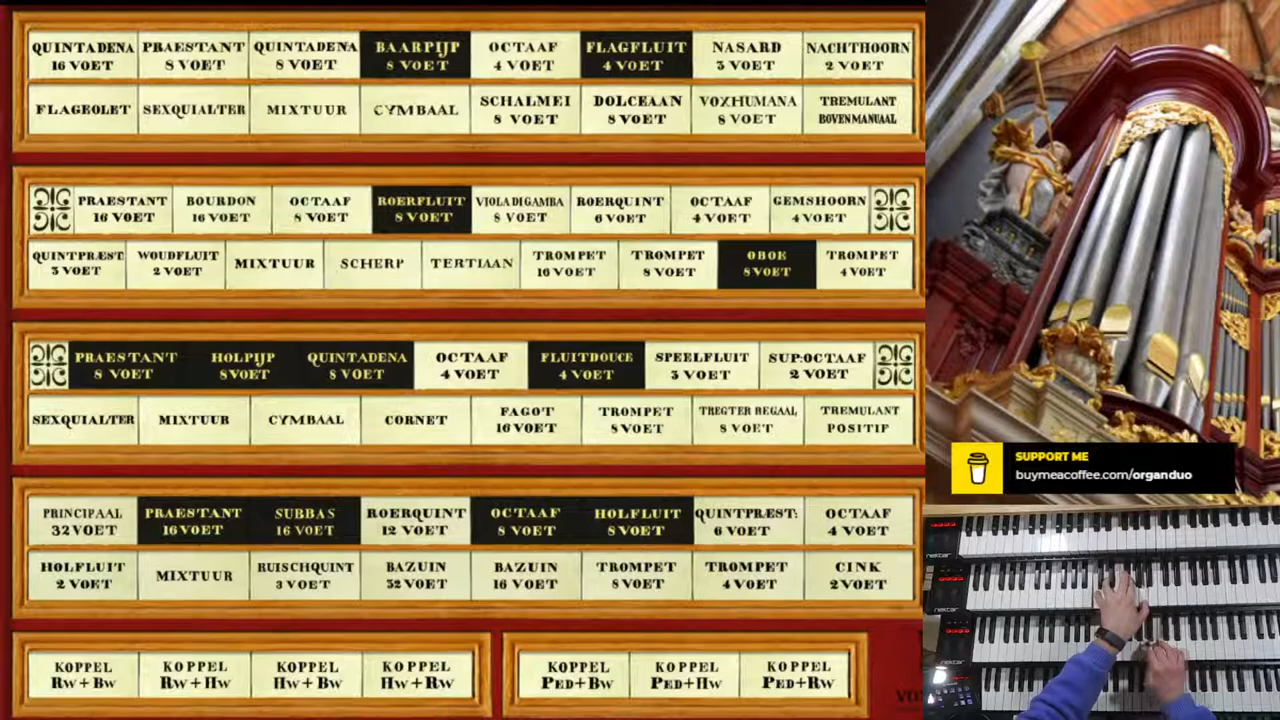 QUINTADENA PRAESTANT QUINTADENA BAARPIJP OCTAAF FLAGFLUIT NASARD NACHTHOORN
16 VOET 8 VOET 8 VOET 8 VOET 4 VOET 4 VOET 3 VOET 2 VOET
FLAGEOLET SEXQUIALTER MIXTUUR CYMBAAL SCHALMEI DOLCEAAN VOXHUMANA TREMULANT
8 VOET 8 VOET 8 VOET BOVENMANUAAL
PRAESTANT BOURDON OCTAAF ROERFLUIT VIOLA DI GAMBA ROERQUINT OCTAAF GEMSHOORN
16 VOET 16 VOET 8 VOET 8 VOET 8 VOET 6 VOET 4 VOET 4 VOET
QUINTPRÆST WOUDFLUIT MIXTUUR SCHERP TERTIAAN TROMPET TROMPET OBOE TROMPET
3 VOET 2 VOET 16 VOET 8 VOET 8 VOET 4 VOET
PRAESTANT HOLPIJP QUINTADENA OCTAAF FLUITDOUCE SPEELFLUIT SUP:OCTAAF
8 VOET 8 VOET 8 VOET 4 VOET 4 VOET 3 VOET 2 VOET
SEXQUIALTER MIXTUUR CYMBAAL CORNET FAGOT TROMPET TREGTER REGAAL TREMULANT
16 VOET 8 VOET 8 VOET POSITIF
PRINCIPAAL PRAESTANT SUBBAS ROERQUINT OCTAAF HOLFLUIT QUINTPRÆST: OCTAAF
32 VOET 16 VOET 16 VOET 12 VOET 8 VOET 8 VOET 6 VOET 4 VOET
HOLFLUIT MIXTUUR RUISCHQUINT BAZUIN BAZUIN TROMPET TROMPET CINK
2 VOET 3 VOET 32 VOET 16 VOET 8 VOET 4 VOET 2 VOET
KOPPEL KOPPEL KOPPEL KOPPEL KOPPEL KOPPEL KOPPEL
RW+BW RW+HW HW+BW HW+RW PED+BW PED+HW PED+RW
SUPPORT ME
buymeacoffee.com/organduo
nektar
nektar
nektar